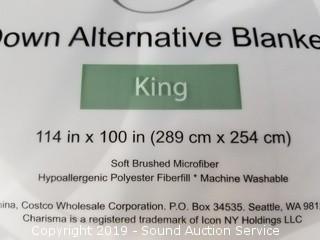 Down Alternative Blanke
King
114 in x 100 in (289 cm x 254 cm)
Soft Brushed Microfiber
Hypoallergenic Polyester Fiberfill * Machine Washable
hina, Costco Wholesale Corporation. P.O. Box 34535. Seattle, WA 9812
Charisma is a registered trademark of Icon NY Holdings LLC
Copyright 2019 - Sound Auction Service